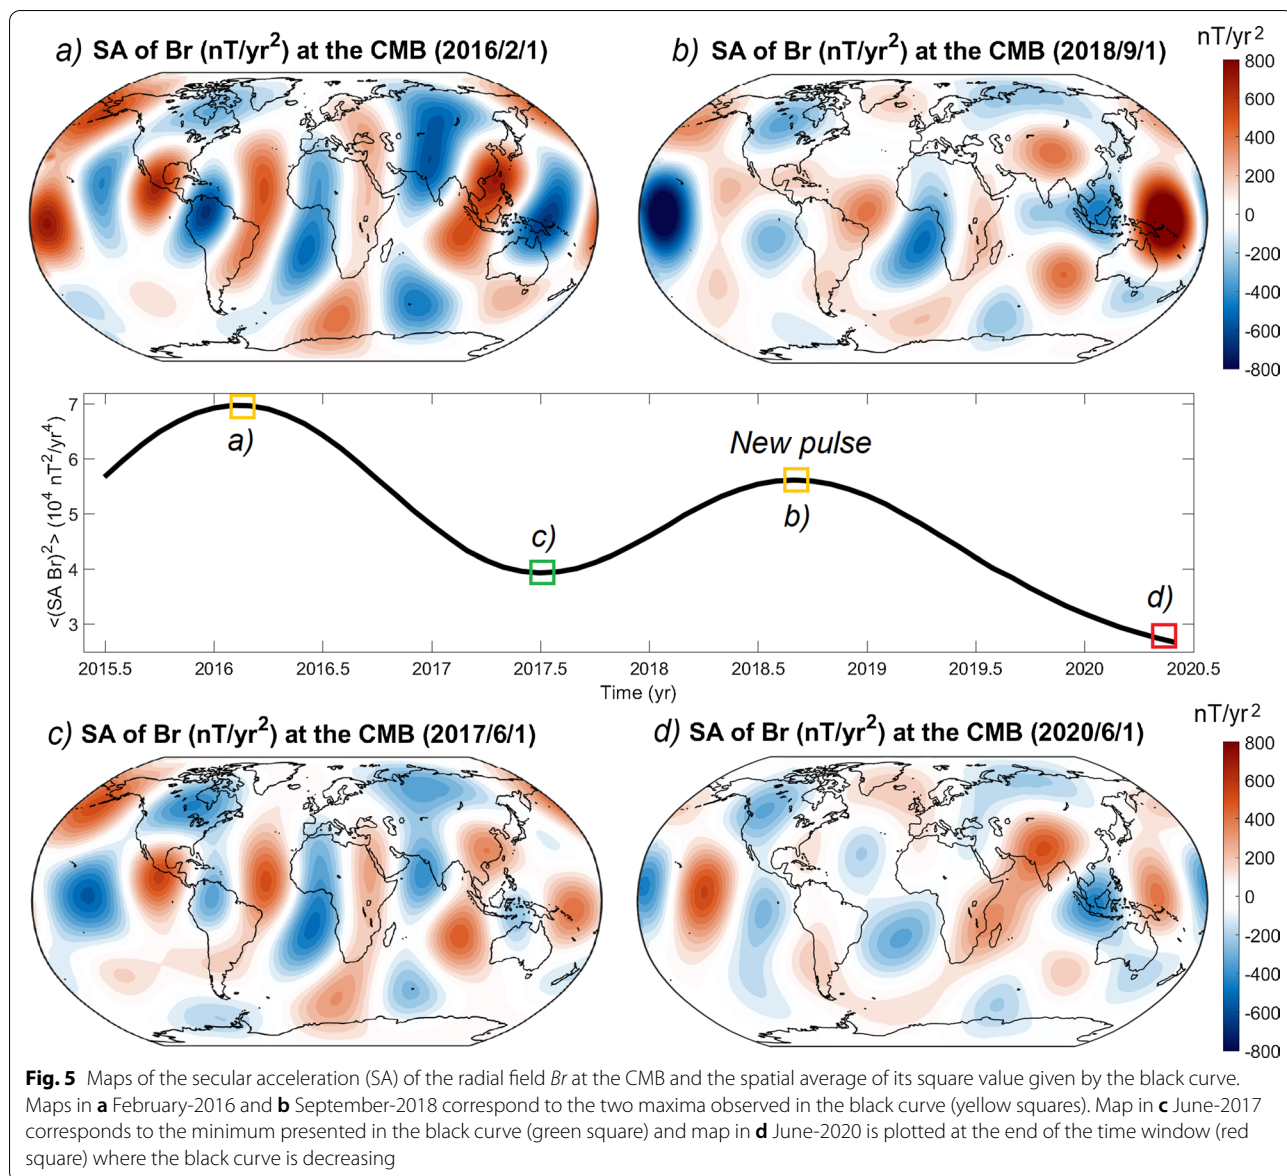 a) SA of Br (nT/yr²) at the CMB (2016/2/1)
b) SA of Br (nT/yr²) at the CMB (2018/9/1)
nT/yr²
800
600
400
200
0
-200
-400
-600
-800
<(SA Br)²> (10⁴ nT²/yr⁴)
7
6
5
4
3
a)
c)
New pulse
b)
d)
2015.5 2016 2016.5 2017 2017.5 2018 2018.5 2019 2019.5 2020 2020.5
Time (yr)
c) SA of Br (nT/yr²) at the CMB (2017/6/1)
d) SA of Br (nT/yr²) at the CMB (2020/6/1)
nT/yr²
800
600
400
200
0
-200
-400
-600
-800
Fig. 5 Maps of the secular acceleration (SA) of the radial field Br at the CMB and the spatial average of its square value given by the black curve.
Maps in a February-2016 and b September-2018 correspond to the two maxima observed in the black curve (yellow squares). Map in c June-2017
corresponds to the minimum presented in the black curve (green square) and map in d June-2020 is plotted at the end of the time window (red
square) where the black curve is decreasing